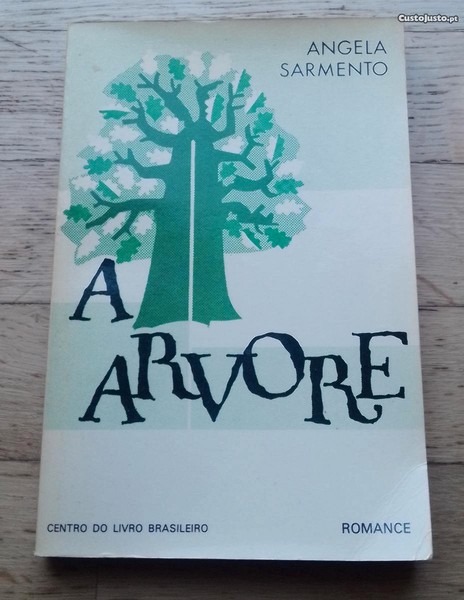 CustoJusto.pt
ANGELA
SARMENTO
A
ARVORE
CENTRO DO LIVRO BRASILEIRO
ROMANCE